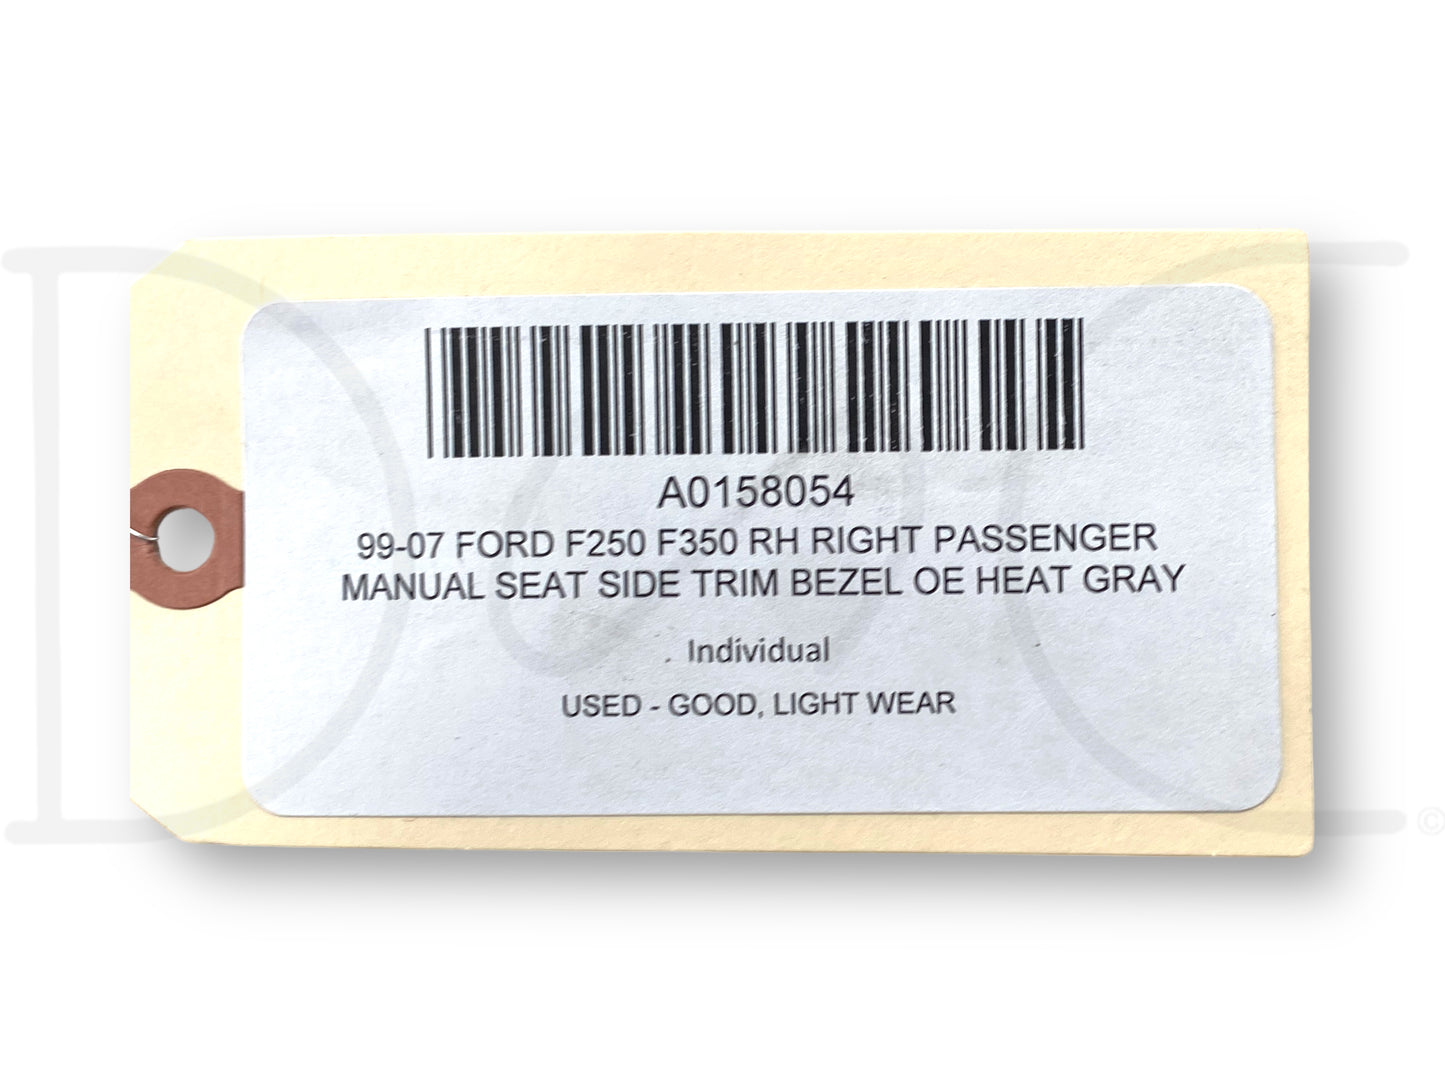 A0158054
99-07 FORD F250 F350 RH RIGHT PASSENGER
MANUAL SEAT SIDE TRIM BEZEL OE HEAT GRAY
. Individual
USED - GOOD, LIGHT WEAR
©